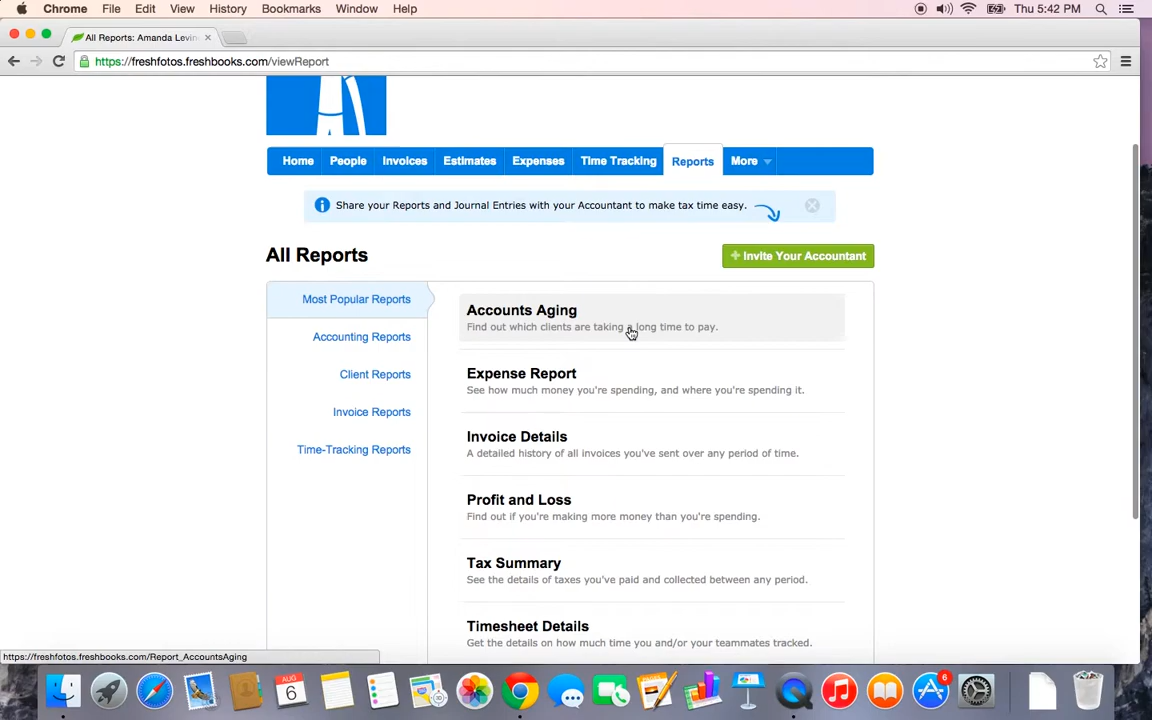 Chrome File Edit View History Bookmarks Window Help Thu 5:42 PM
All Reports: Amanda Levin
https://freshfotos.freshbooks.com/viewReport
Home People Invoices Estimates Expenses Time Tracking Reports More
Share your Reports and Journal Entries with your Accountant to make tax time easy.
All Reports
+ Invite Your Accountant
Most Popular Reports
Accounting Reports
Client Reports
Invoice Reports
Time-Tracking Reports
Accounts Aging
Find out which clients are taking a long time to pay.
Expense Report
See how much money you're spending, and where you're spending it.
Invoice Details
A detailed history of all invoices you've sent over any period of time.
Profit and Loss
Find out if you're making more money than you're spending.
Tax Summary
See the details of taxes you've paid and collected between any period.
Timesheet Details
Get the details on how much time you and/or your teammates tracked.
https://freshfotos.freshbooks.com/Report_AccountsAging
AUG
6
6